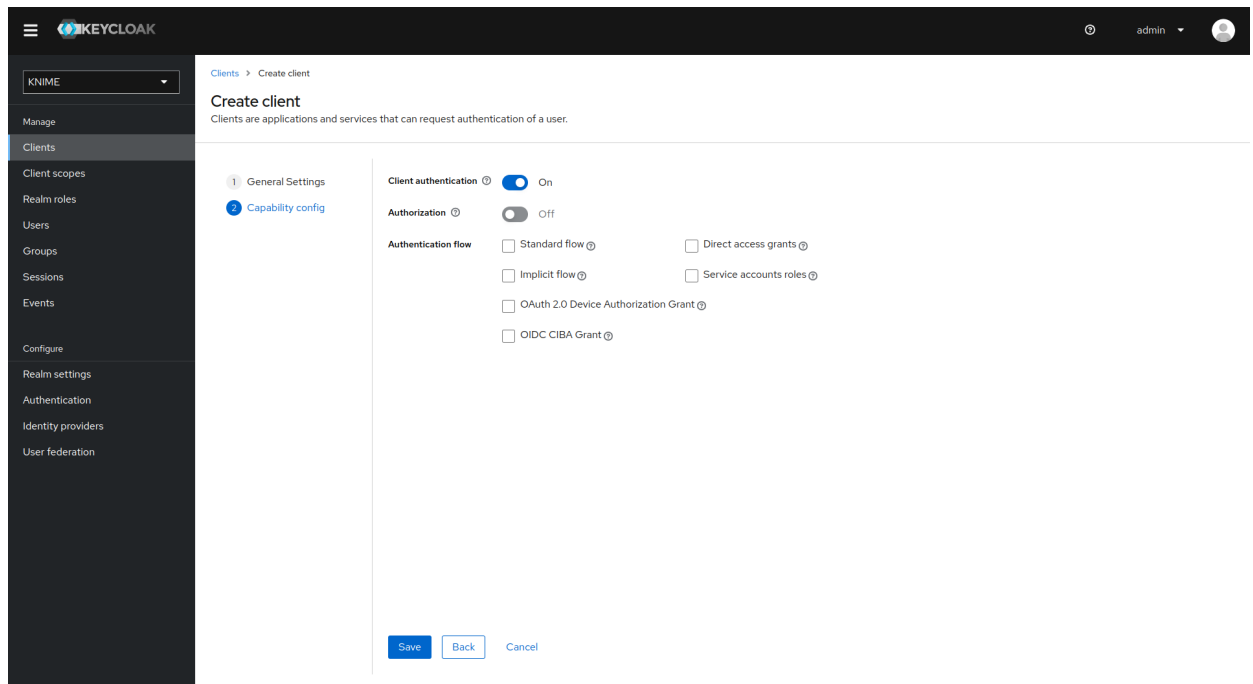 KEYCLOAK
admin
KNIME
Manage
Clients
Client scopes
Realm roles
Users
Groups
Sessions
Events
Configure
Realm settings
Authentication
Identity providers
User federation
Clients > Create client
Create client
Clients are applications and services that can request authentication of a user.
1 General Settings
2 Capability config
Client authentication On
Authorization Off
Authentication flow
Standard flow Direct access grants
Implicit flow Service accounts roles
OAuth 2.0 Device Authorization Grant
OIDC CIBA Grant
Save Back Cancel